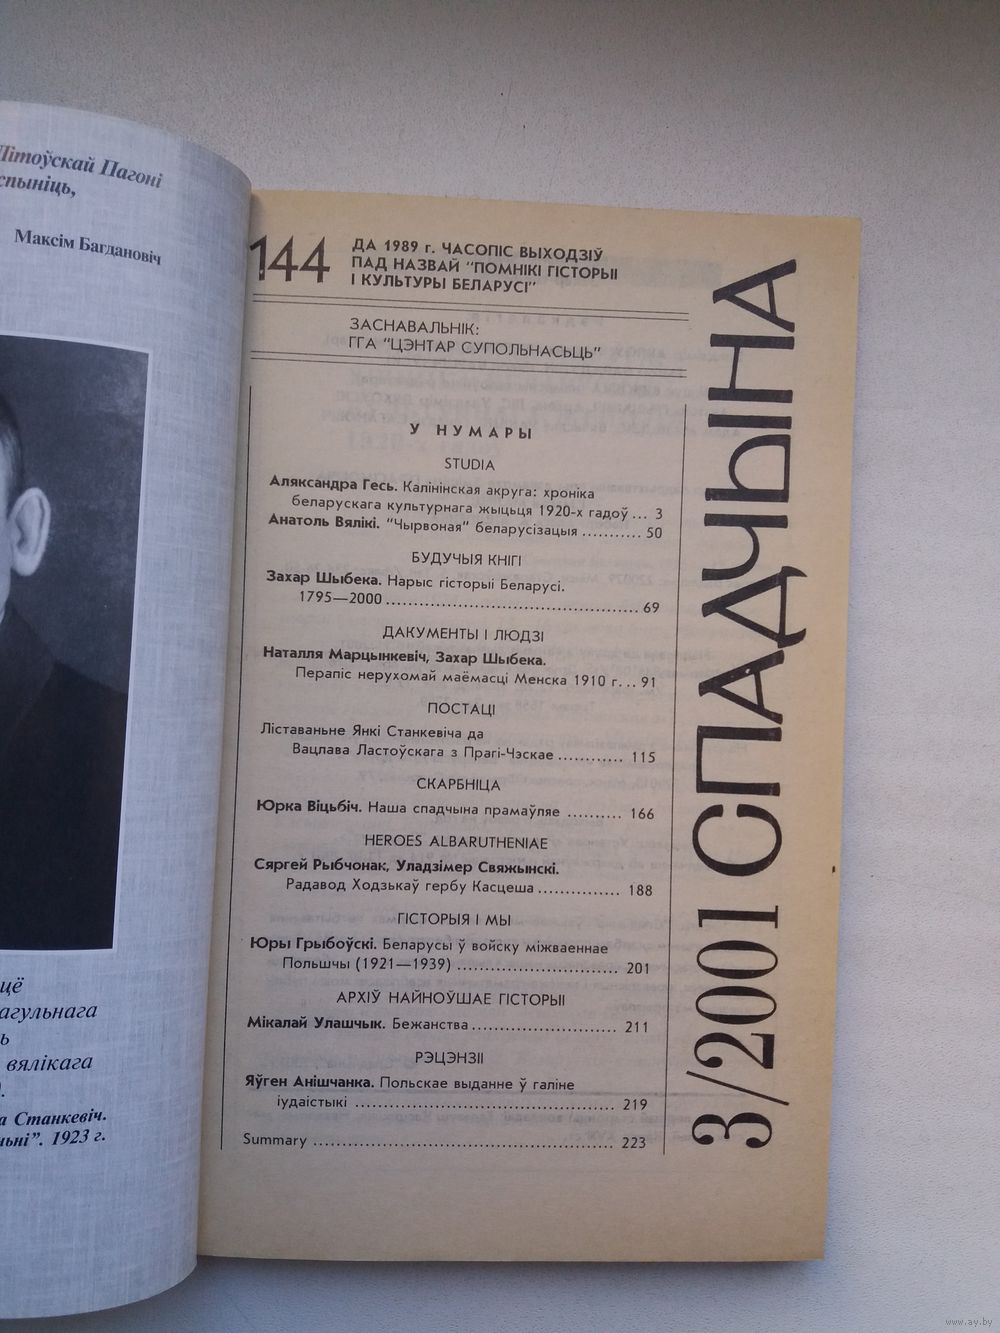 Літоўскай Пагоні
спыніць,
Максім Багдановіч
цё
агульнага
ь
вялікага
а Станкевіч.
ньні". 1923 г.
144
ДА 1989 г. ЧАСОПІС ВЫХОДЗІЎ
ПАД НАЗВАЙ "ПОМНІКІ ГІСТОРЫІ
І КУЛЬТУРЫ БЕЛАРУСІ"
ЗАСНАВАЛЬНІК:
ГГА "ЦЭНТАР СУПОЛЬНАСЬЦЬ"
У НУМАРЫ
STUDIA
Аляксандра Гесь. Калінінская акруга: хроніка
беларускага культурнага жыцьця 1920-х гадоў ... 3
Анатоль Вялікі. "Чырвоная" беларусізацыя ........... 50
БУДУЧЫЯ КНІГІ
Захар Шыбека. Нарыс гісторыі Беларусі.
1795—2000 ........................................... 69
ДАКУМЕНТЫ І ЛЮДЗІ
Наталля Марцынкевіч, Захар Шыбека.
Перапіс нерухомай маёмасці Менска 1910 г. .. 91
ПОСТАЦІ
Ліставаньне Янкі Станкевіча да
Вацлава Ластоўскага з Прагі-Чэскае ............ 115
СКАРБНІЦА
Юрка Віцьбіч. Наша спадчына прамаўляе .......... 166
HEROES ALBARUTHENIAE
Сяргей Рыбчонак, Уладзімер Свяжынскі.
Радавод Ходзькаў гербу Касцеша ............... 188
ГІСТОРЫЯ І МЫ
Юры Грыбоўскі. Беларусы ў войску міжваеннае
Польшчы (1921—1939) ............................ 201
АРХІЎ НАЙНОЎШАЕ ГІСТОРЫІ
Мікалай Улашчык. Бежанства ......................... 211
РЭЦЭНЗІІ
Яўген Анішчанка. Польскае выданне ў галіне
іудаістыкі .............................................. 219
Summary ..................................................... 223
3/2001 СПАДЧЫНА
www.ay.by